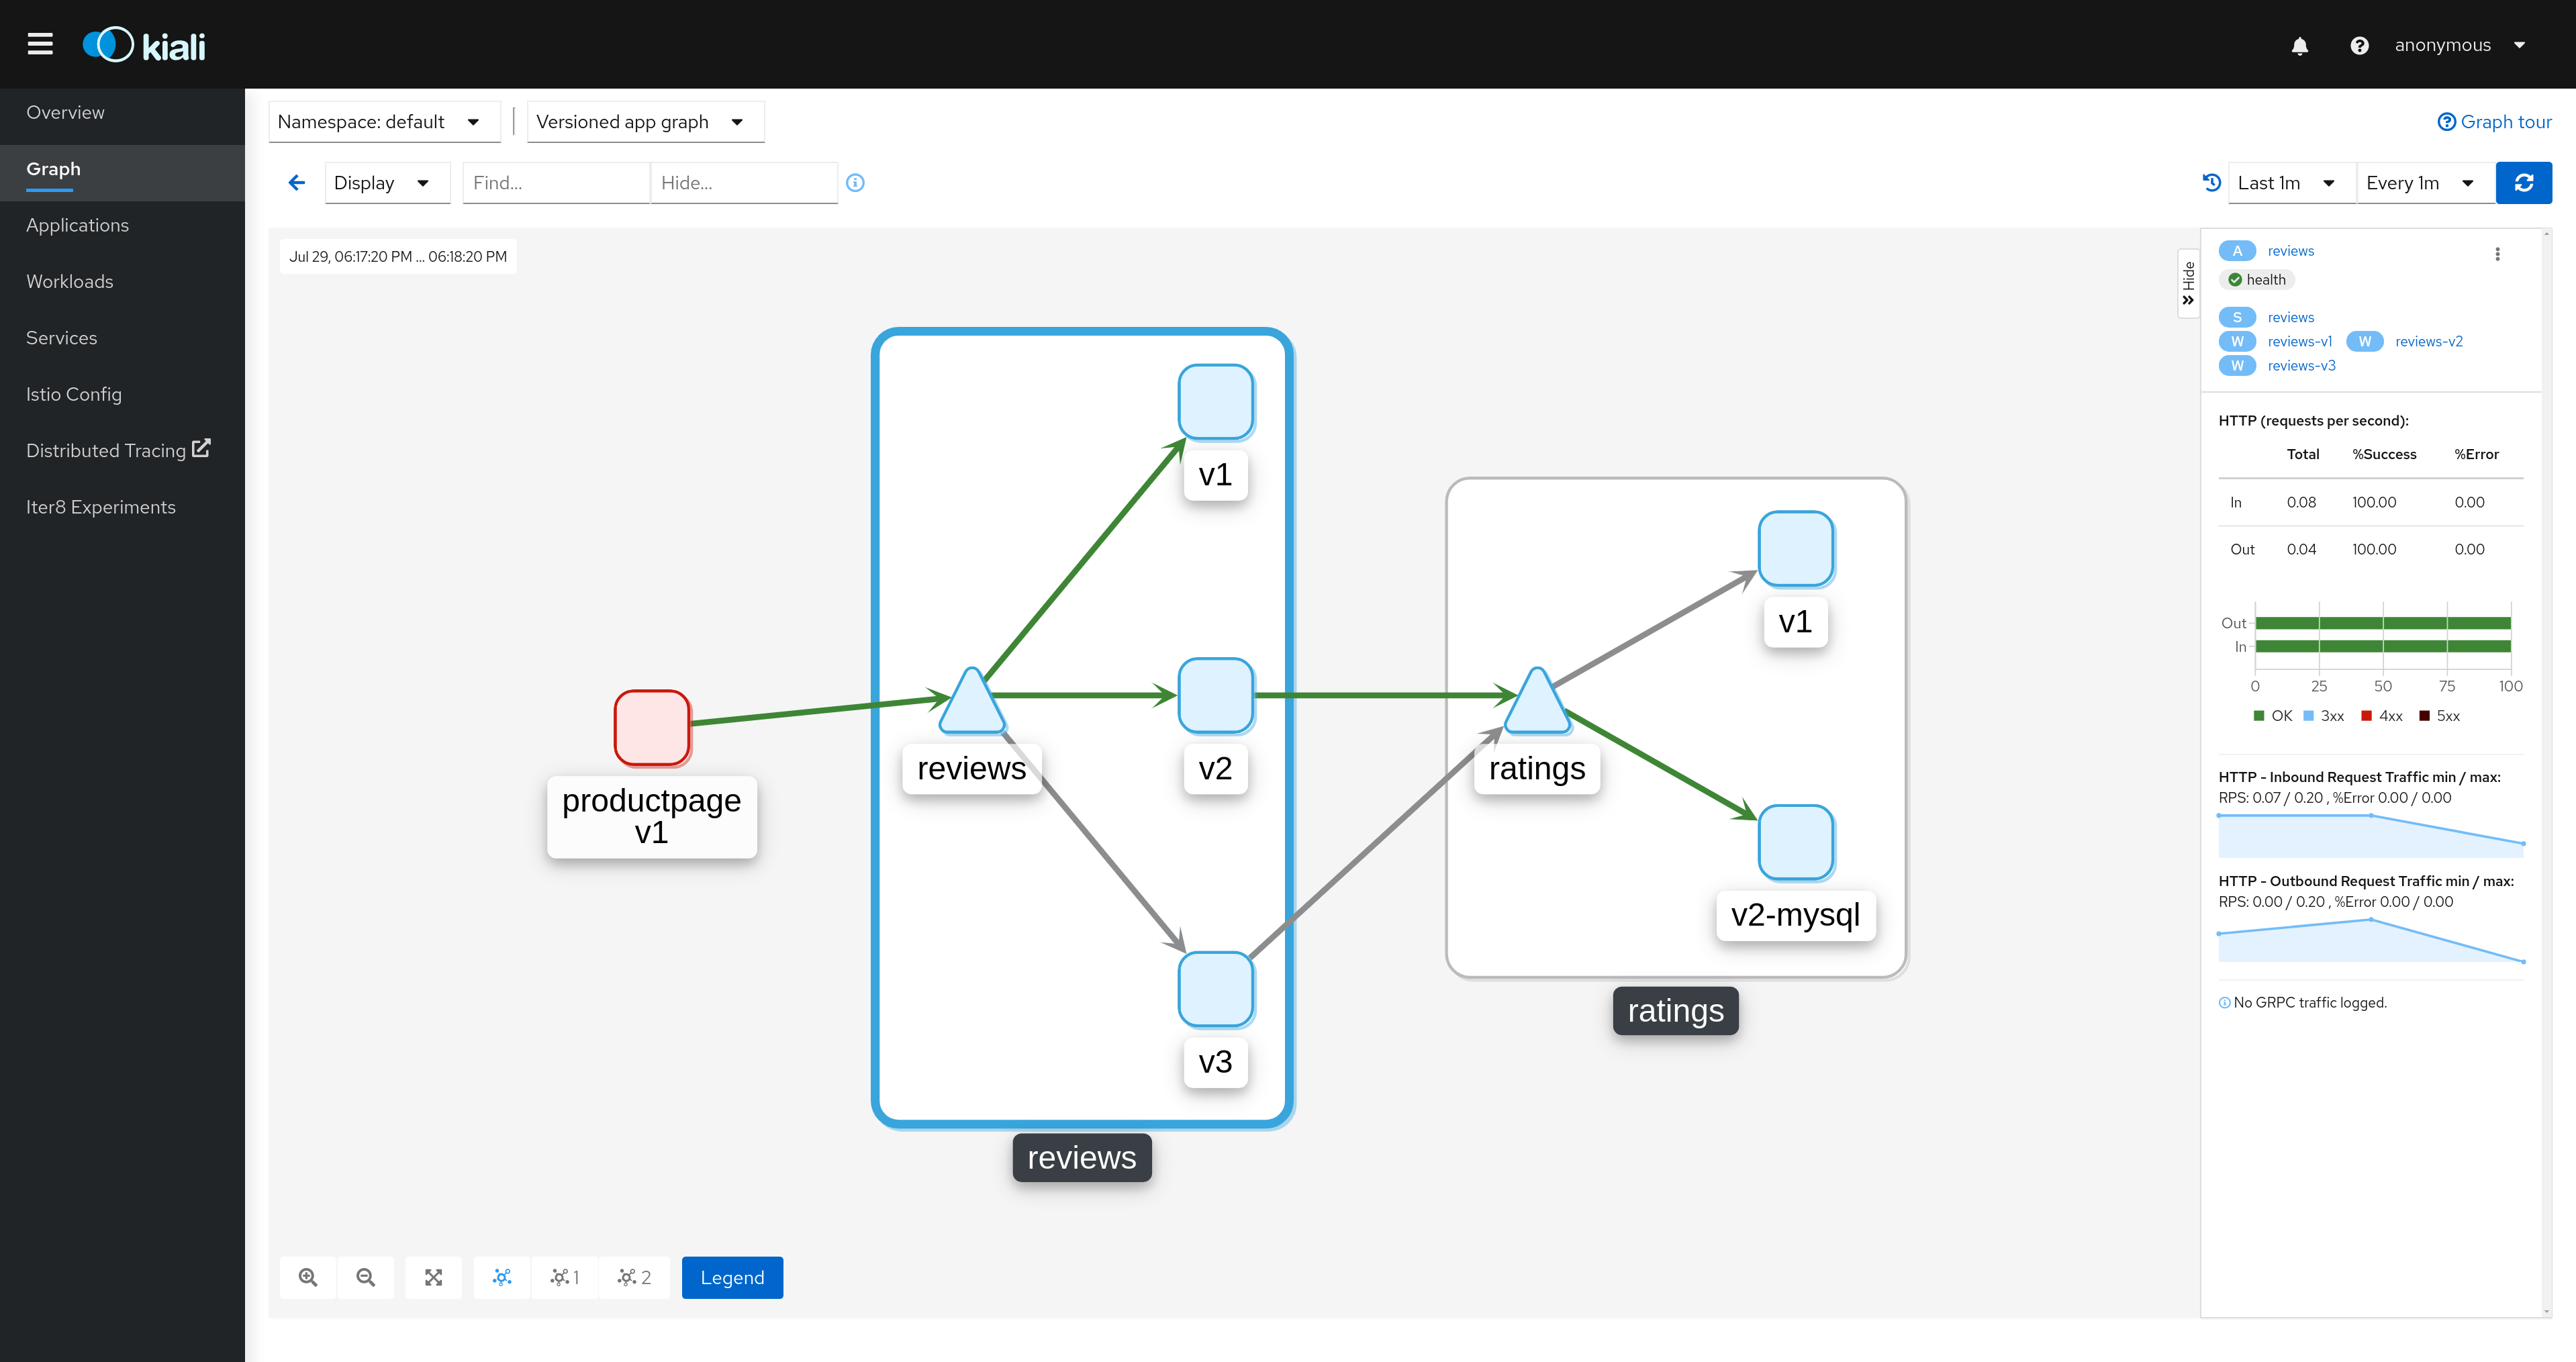 kiali
anonymous
Overview
Graph
Applications
Workloads
Services
Istio Config
Distributed Tracing
Iter8 Experiments
Namespace: default
Versioned app graph
Graph tour
Display
Find...
Hide...
Last 1m
Every 1m
Jul 29, 06:17:20 PM ... 06:18:20 PM
v1
reviews
v2
v3
productpage
v1
reviews
v1
ratings
v2-mysql
ratings
1
2
Legend
Hide
A reviews
health
S reviews
W reviews-v1 W reviews-v2
W reviews-v3
HTTP (requests per second):
Total %Success %Error
In 0.08 100.00 0.00
Out 0.04 100.00 0.00
Out
In
0 25 50 75 100
OK 3xx 4xx 5xx
HTTP - Inbound Request Traffic min / max:
RPS: 0.07 / 0.20 , %Error 0.00 / 0.00
HTTP - Outbound Request Traffic min / max:
RPS: 0.00 / 0.20 , %Error 0.00 / 0.00
No GRPC traffic logged.